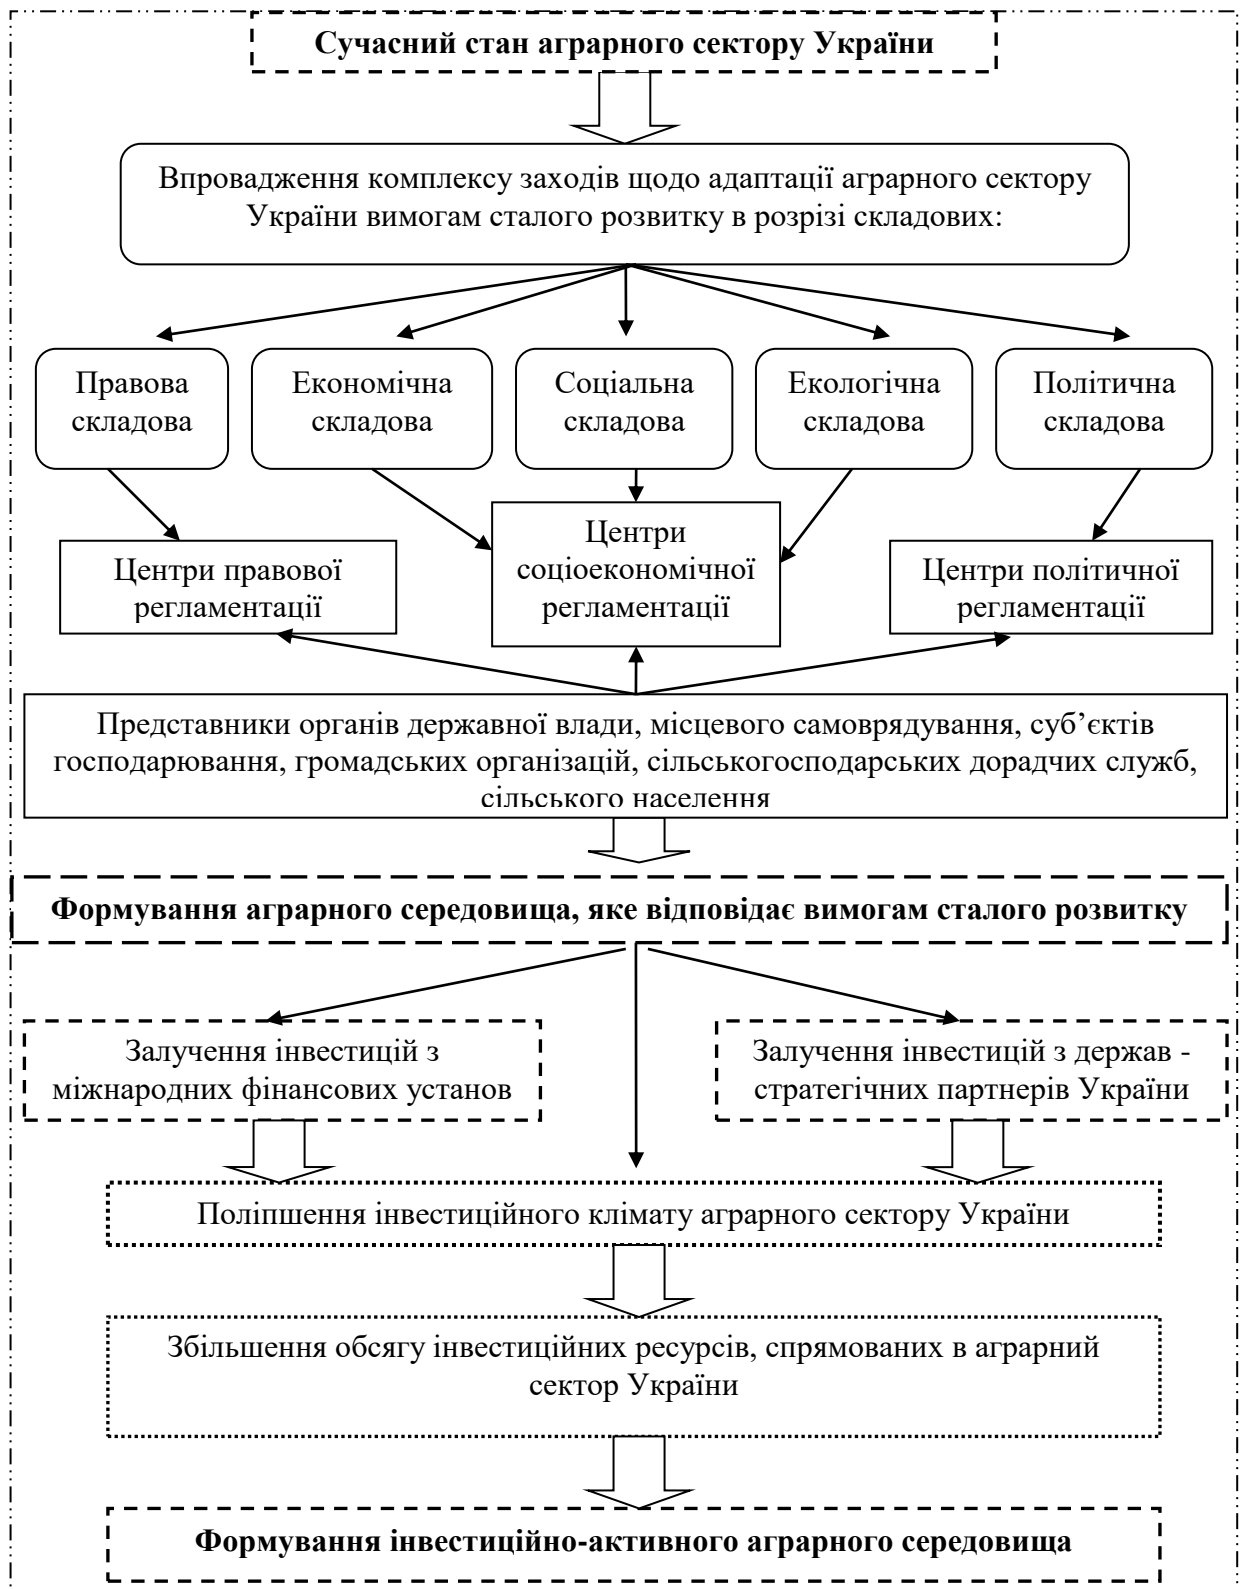 Сучасний стан аграрного сектору України
Впровадження комплексу заходів щодо адаптації аграрного сектору
України вимогам сталого розвитку в розрізі складових:
Правова
складова
Економічна
складова
Соціальна
складова
Екологічна
складова
Політична
складова
Центри правової
регламентації
Центри
соціоекономічної
регламентації
Центри політичної
регламентації
Представники органів державної влади, місцевого самоврядування, суб’єктів
господарювання, громадських організацій, сільськогосподарських дорадчих служб,
сільського населення
Формування аграрного середовища, яке відповідає вимогам сталого розвитку
Залучення інвестицій з
міжнародних фінансових установ
Залучення інвестицій з держав -
стратегічних партнерів України
Поліпшення інвестиційного клімату аграрного сектору України
Збільшення обсягу інвестиційних ресурсів, спрямованих в аграрний
сектор України
Формування інвестиційно-активного аграрного середовища